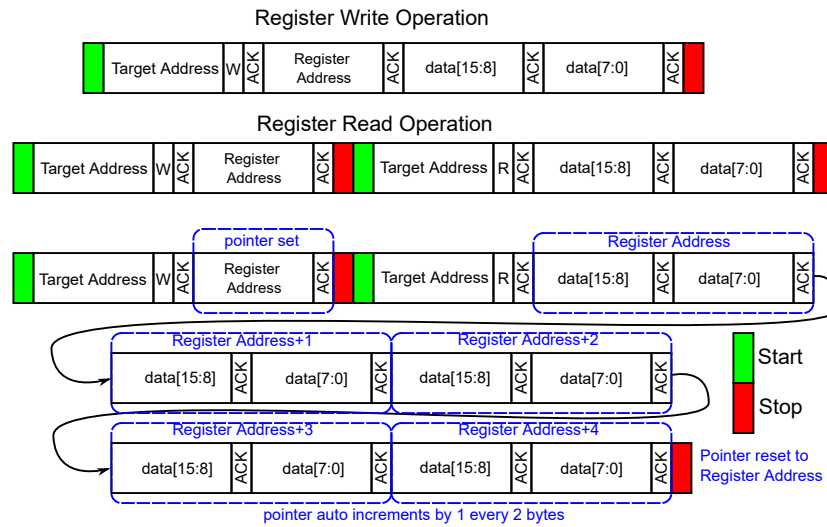 Register Write Operation
Target Address W ACK Register Address ACK data[15:8] ACK data[7:0] ACK
Register Read Operation
Target Address W ACK Register Address ACK Target Address R ACK data[15:8] ACK data[7:0] ACK
pointer set Register Address
Target Address W ACK Register Address ACK Target Address R ACK data[15:8] ACK data[7:0] ACK
Register Address+1 Register Address+2
data[15:8] ACK data[7:0] ACK data[15:8] ACK data[7:0] ACK
Start
Stop
Register Address+3 Register Address+4
data[15:8] ACK data[7:0] ACK data[15:8] ACK data[7:0] ACK
Pointer reset to
Register Address
pointer auto increments by 1 every 2 bytes